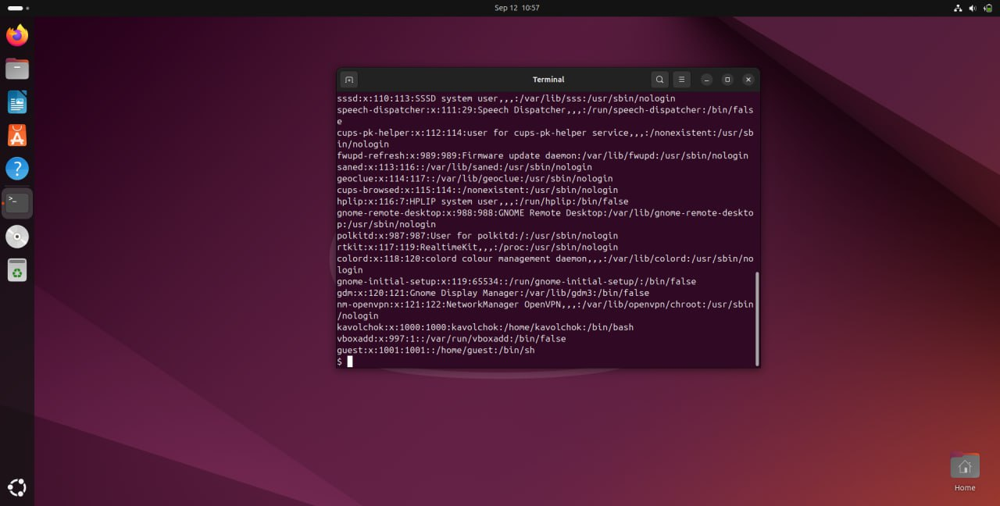 Sep 12 10:57
Terminal
sssd:x:110:113:SSSD system user,,,:/var/lib/sss:/usr/sbin/nologin
speech-dispatcher:x:111:29:Speech Dispatcher,,,:/run/speech-dispatcher:/bin/fals
e
cups-pk-helper:x:112:114:user for cups-pk-helper service,,,:/nonexistent:/usr/sb
in/nologin
fwupd-refresh:x:989:989:Firmware update daemon:/var/lib/fwupd:/usr/sbin/nologin
saned:x:113:116::/var/lib/saned:/usr/sbin/nologin
geoclue:x:114:117::/var/lib/geoclue:/usr/sbin/nologin
cups-browsed:x:115:114::/nonexistent:/usr/sbin/nologin
hplip:x:116:7:HPLIP system user,,,:/run/hplip:/bin/false
gnome-remote-desktop:x:988:988:GNOME Remote Desktop:/var/lib/gnome-remote-deskto
p:/usr/sbin/nologin
polkitd:x:987:987:User for polkitd:/:/usr/sbin/nologin
rtkit:x:117:119:RealtimeKit,,,:/proc:/usr/sbin/nologin
colord:x:118:120:colord colour management daemon,,,:/var/lib/colord:/usr/sbin/no
login
gnome-initial-setup:x:119:65534::/run/gnome-initial-setup/:/bin/false
gdm:x:120:121:Gnome Display Manager:/var/lib/gdm3:/bin/false
nm-openvpn:x:121:122:NetworkManager OpenVPN,,,:/var/lib/openvpn/chroot:/usr/sbin
/nologin
kavolchok:x:1000:1000:kavolchok:/home/kavolchok:/bin/bash
vboxadd:x:997:1::/var/run/vboxadd:/bin/false
guest:x:1001:1001::/home/guest:/bin/sh
$
Home